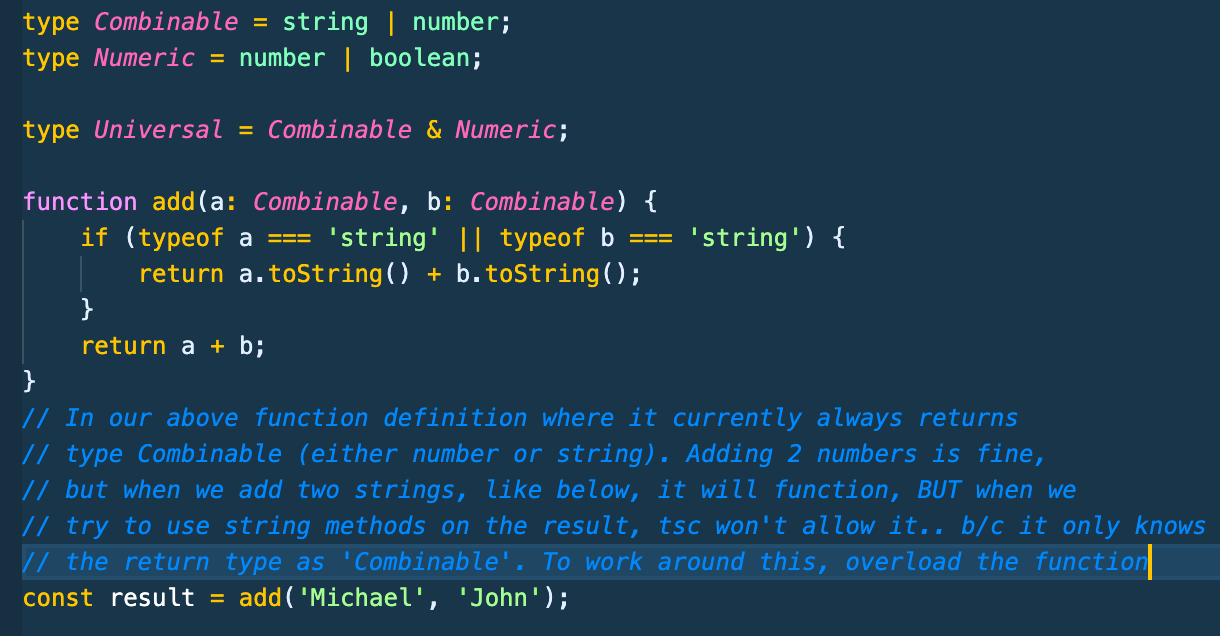 type Combinable = string | number;
type Numeric = number | boolean;
type Universal = Combinable & Numeric;
function add(a: Combinable, b: Combinable) {
    if (typeof a === 'string' || typeof b === 'string') {
        return a.toString() + b.toString();
    }
    return a + b;
}
// In our above function definition where it currently always returns
// type Combinable (either number or string). Adding 2 numbers is fine,
// but when we add two strings, like below, it will function, BUT when we
// try to use string methods on the result, tsc won't allow it.. b/c it only knows
// the return type as 'Combinable'. To work around this, overload the function
const result = add('Michael', 'John');